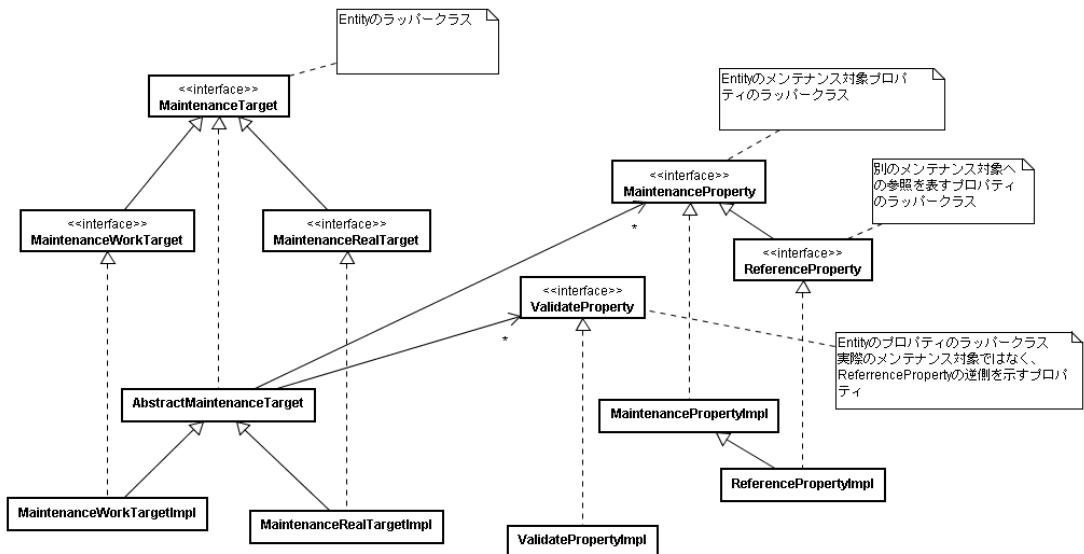 Entityのラッパークラス
<<interface>>
MaintenanceTarget
Entityのメンテナンス対象プロパ
ティのラッパークラス
<<interface>>
MaintenanceProperty
別のメンテナンス対象へ
の参照を表すプロパティ
のラッパークラス
<<interface>>
MaintenanceWorkTarget
<<interface>>
MaintenanceRealTarget
*
<<interface>>
ReferenceProperty
<<interface>>
ValidateProperty
*
Entityのプロパティのラッパークラス
実際のメンテナンス対象ではなく、
ReferrencePropertyの逆側を示すプロパ
ティ
AbstractMaintenanceTarget
MaintenancePropertyImpl
ReferencePropertyImpl
MaintenanceWorkTargetImpl
MaintenanceRealTargetImpl
ValidatePropertyImpl